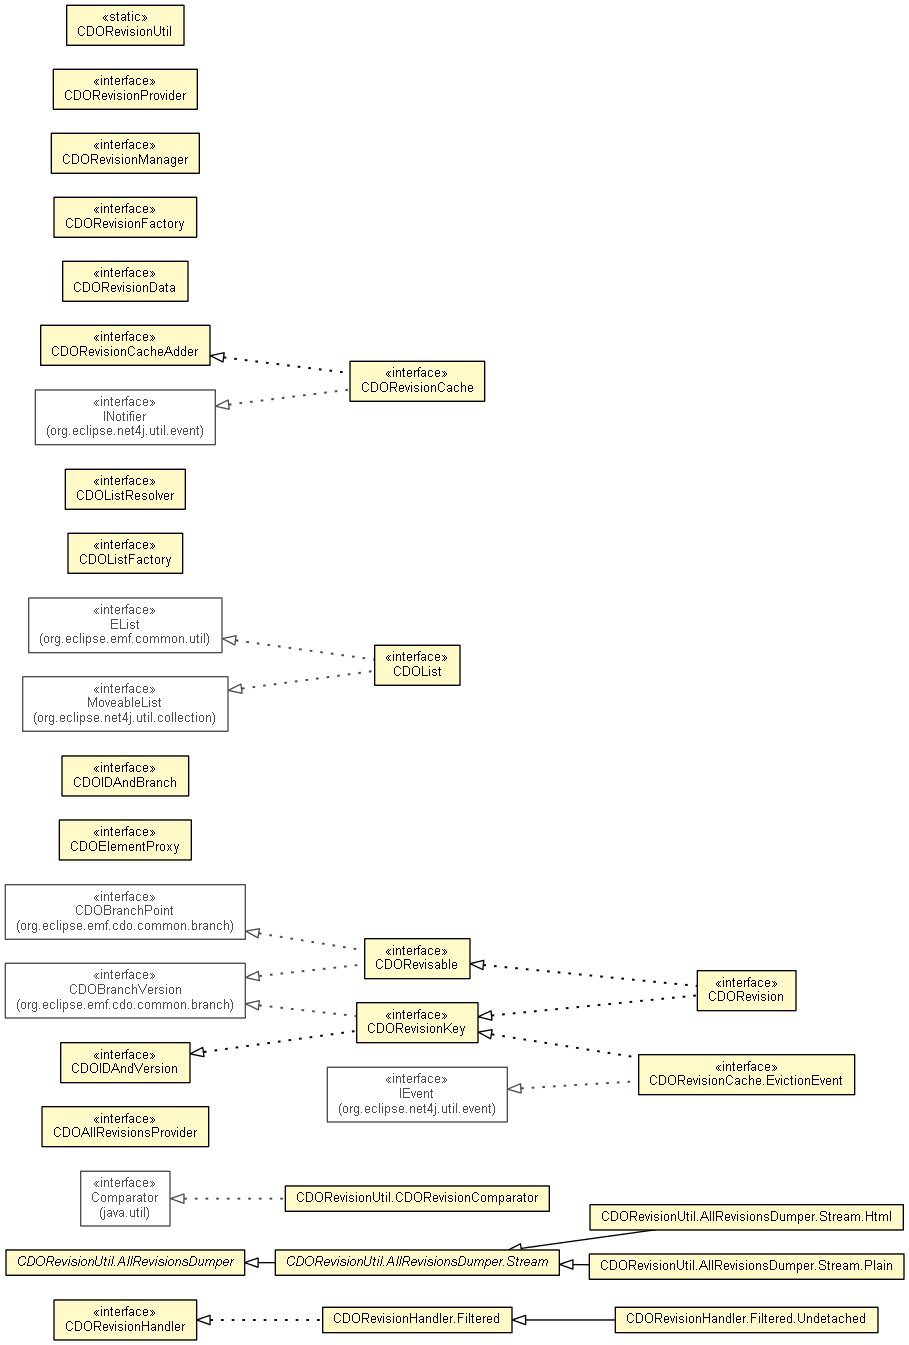 «static»
CDORevisionUtil
«interface»
CDORevisionProvider
«interface»
CDORevisionManager
«interface»
CDORevisionFactory
«interface»
CDORevisionData
«interface»
CDORevisionCacheAdder
«interface»
CDORevisionCache
«interface»
INotifier
(org.eclipse.net4j.util.event)
«interface»
CDOListResolver
«interface»
CDOListFactory
«interface»
EList
(org.eclipse.emf.common.util)
«interface»
CDOList
«interface»
MoveableList
(org.eclipse.net4j.util.collection)
«interface»
CDOIDAndBranch
«interface»
CDOElementProxy
«interface»
CDOBranchPoint
(org.eclipse.emf.cdo.common.branch)
«interface»
CDORevisable
«interface»
CDOBranchVersion
(org.eclipse.emf.cdo.common.branch)
«interface»
CDORevision
«interface»
CDORevisionKey
«interface»
CDOIDAndVersion
«interface»
CDORevisionCache.EvictionEvent
«interface»
IEvent
(org.eclipse.net4j.util.event)
«interface»
CDOAllRevisionsProvider
«interface»
Comparator
(java.util)
CDORevisionUtil.CDORevisionComparator
CDORevisionUtil.AllRevisionsDumper.Stream.Html
CDORevisionUtil.AllRevisionsDumper
CDORevisionUtil.AllRevisionsDumper.Stream
CDORevisionUtil.AllRevisionsDumper.Stream.Plain
«interface»
CDORevisionHandler
CDORevisionHandler.Filtered
CDORevisionHandler.Filtered.Undetached